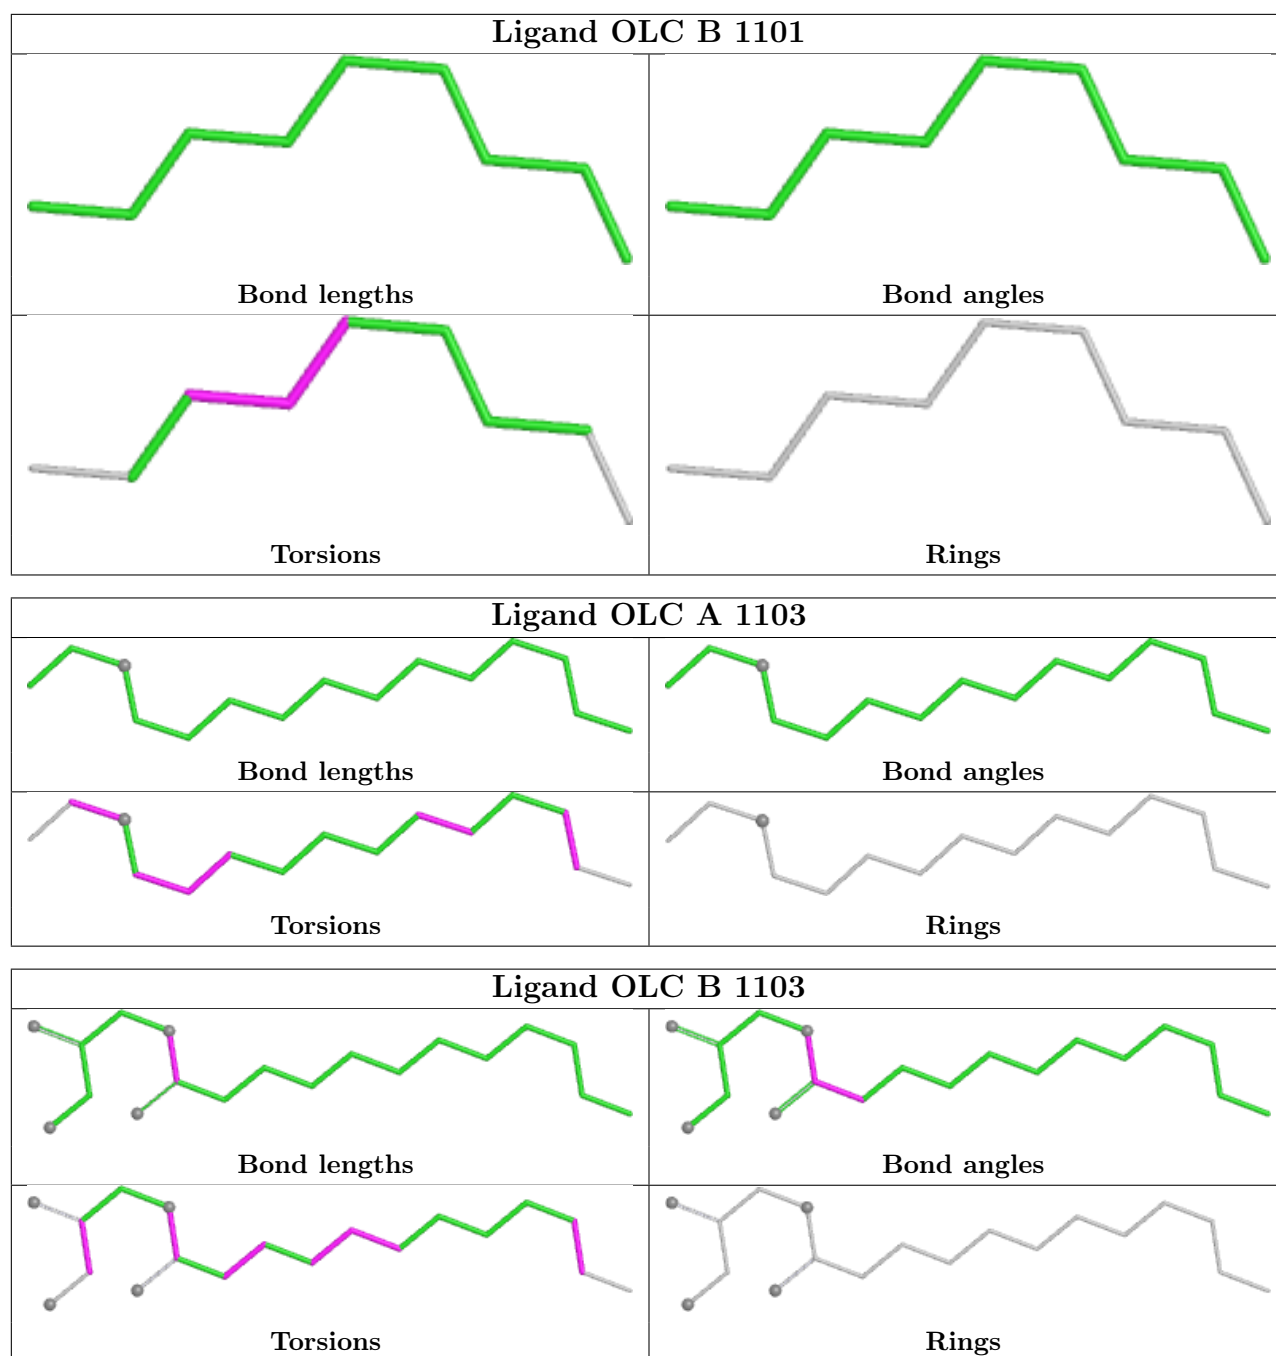 Ligand OLC B 1101
Bond lengths
Bond angles
Torsions
Rings
Ligand OLC A 1103
Bond lengths
Bond angles
Torsions
Rings
Ligand OLC B 1103
Bond lengths
Bond angles
Torsions
Rings